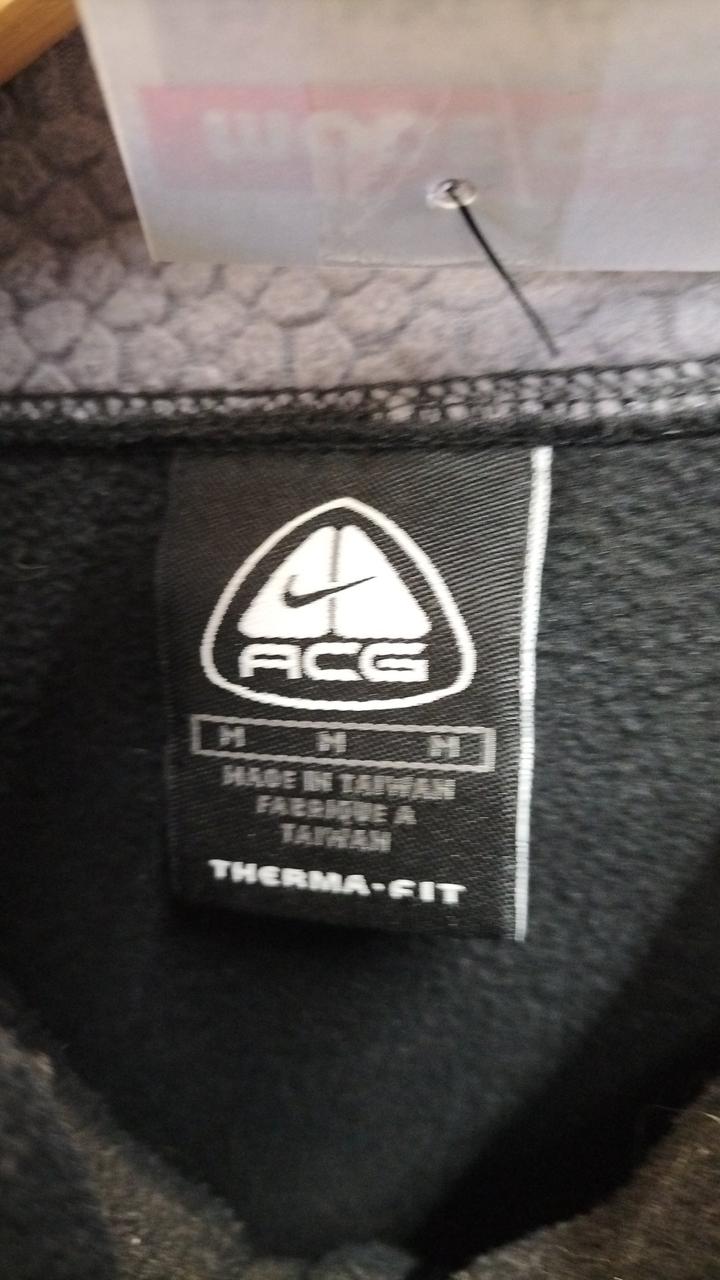 ACG
M M M
MADE IN TAIWAN
FABRIQUE A
TAIWAN
THERMA-FIT